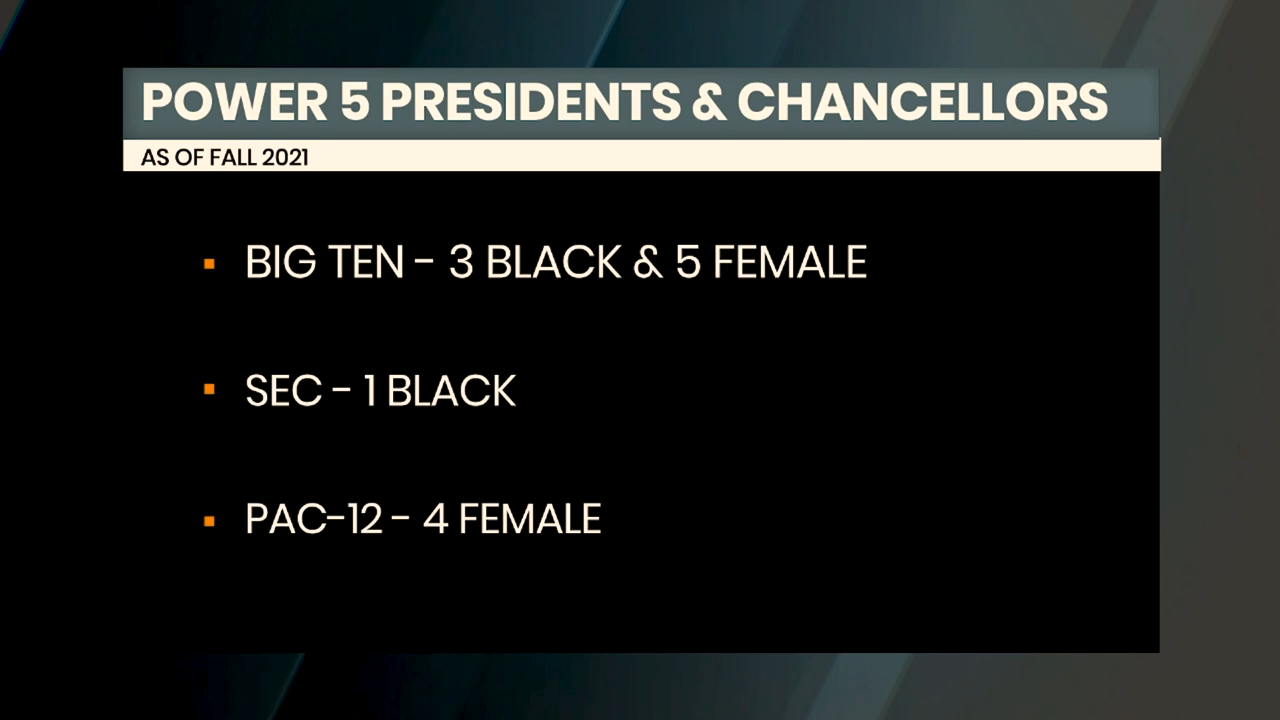 POWER 5 PRESIDENTS & CHANCELLORS
AS OF FALL 2021
▪ BIG TEN - 3 BLACK & 5 FEMALE
▪ SEC - 1 BLACK
▪ PAC-12 - 4 FEMALE